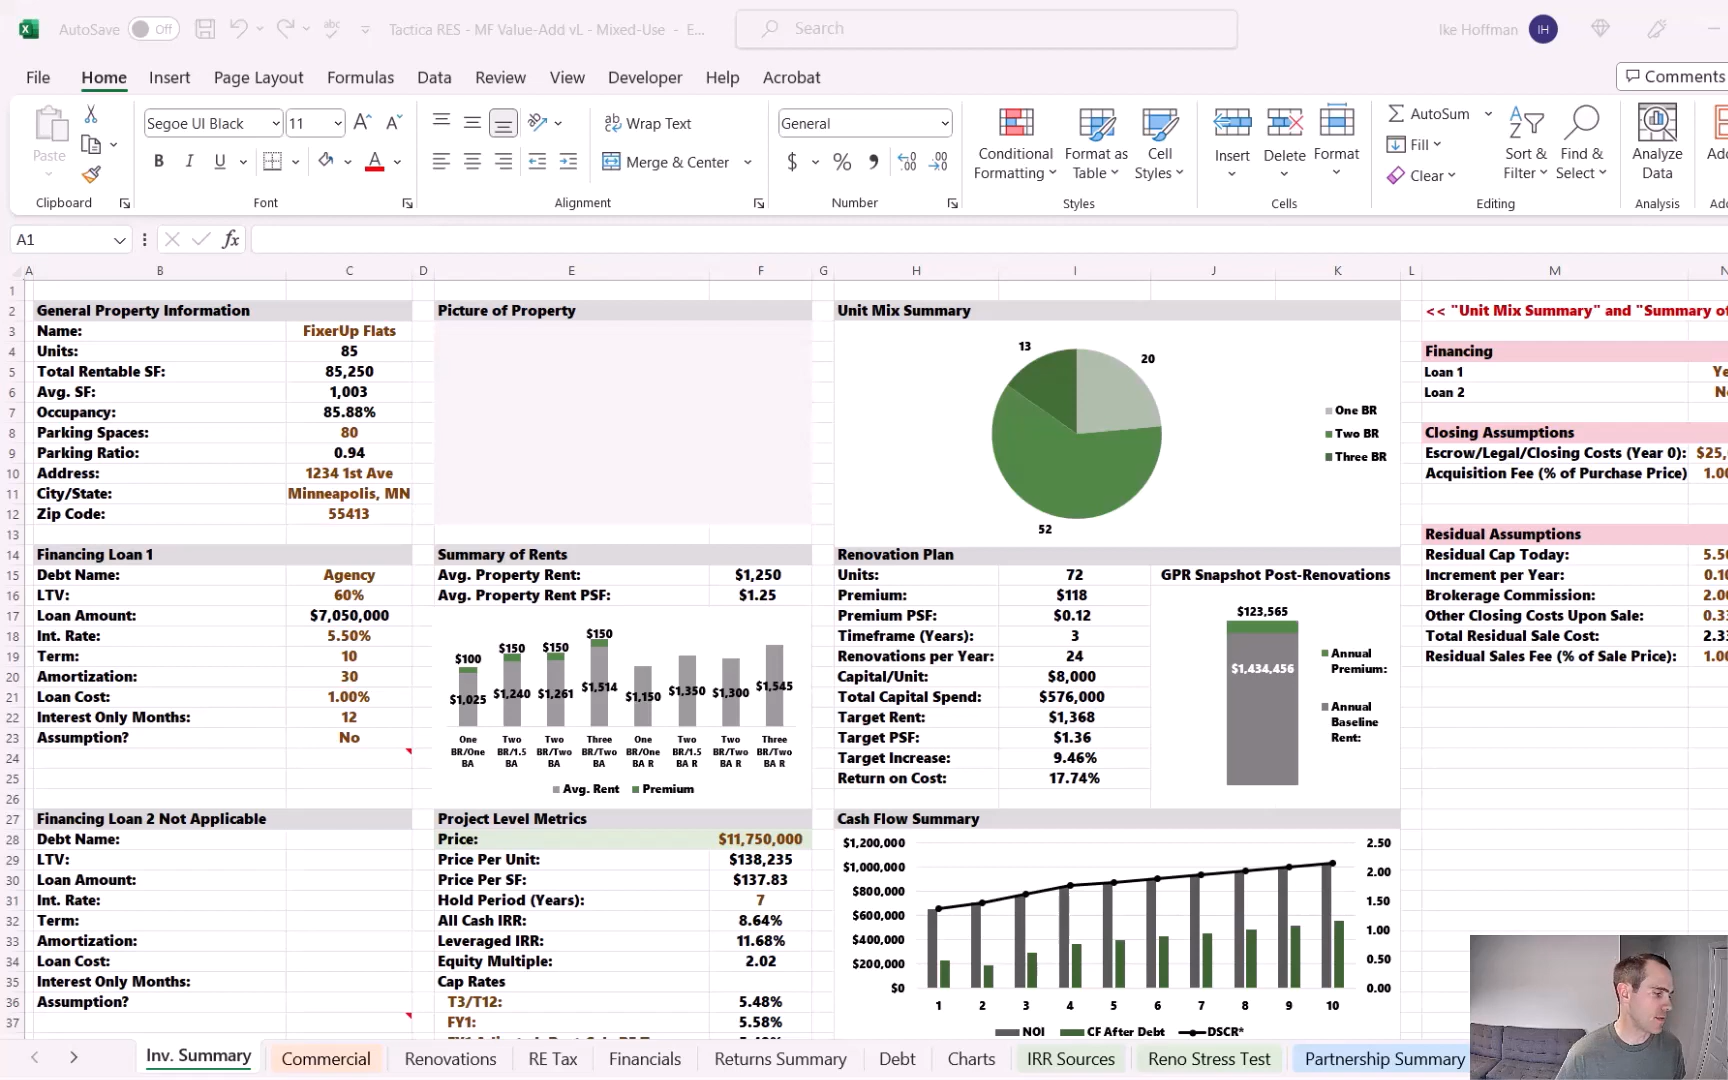 AutoSave Off Tactica RES - MF Value-Add vL - Mixed-Use - E... Search Ike Hoffman IH
File Home Insert Page Layout Formulas Data Review View Developer Help Acrobat Comments
Paste
Clipboard
Segoe UI Black 11
B I U
Font
Wrap Text
Merge & Center
Alignment
General
$ % 9
Number
Conditional Formatting
Format as Table
Cell Styles
Styles
Insert Delete Format
Cells
AutoSum
Fill
Clear
Sort & Filter
Find & Select
Editing
Analyze Data
Analysis
A1 fx
A B C D E F G H I J K L M N
General Property Information
Name: FixerUp Flats
Units: 85
Total Rentable SF: 85,250
Avg. SF: 1,003
Occupancy: 85.88%
Parking Spaces: 80
Parking Ratio: 0.94
Address: 1234 1st Ave
City/State: Minneapolis, MN
Zip Code: 55413
Picture of Property
Unit Mix Summary
13
20
52
One BR
Two BR
Three BR
<< "Unit Mix Summary" and "Summary of
Financing
Loan 1
Loan 2
Closing Assumptions
Escrow/Legal/Closing Costs (Year 0): $25,
Acquisition Fee (% of Purchase Price) 1.00
Financing Loan 1
Debt Name: Agency
LTV: 60%
Loan Amount: $7,050,000
Int. Rate: 5.50%
Term: 10
Amortization: 30
Loan Cost: 1.00%
Interest Only Months: 12
Assumption? No
Summary of Rents
Avg. Property Rent: $1,250
Avg. Property Rent PSF: $1.25
$100 $150 $150 $150
$1,025 $1,240 $1,261 $1,514 $1,150 $1,350 $1,300 $1,545
One BR/One BA
Two BR/1.5 BA
Two BR/Two BA
Three BR/Two BA
One BR/One BA R
Two BR/1.5 BA R
Two BR/Two BA R
Three BR/Two BA R
Avg. Rent Premium
Renovation Plan
Units: 72
Premium: $118
Premium PSF: $0.12
Timeframe (Years): 3
Renovations per Year: 24
Capital/Unit: $8,000
Total Capital Spend: $576,000
Target Rent: $1,368
Target PSF: $1.36
Target Increase: 9.46%
Return on Cost: 17.74%
GPR Snapshot Post-Renovations
$123,565
$1,434,456
Annual Premium:
Annual Baseline Rent:
Residual Assumptions
Residual Cap Today: 5.50
Increment per Year: 0.10
Brokerage Commission: 2.00
Other Closing Costs Upon Sale: 0.33
Total Residual Sale Cost: 2.33
Residual Sales Fee (% of Sale Price): 1.00
Financing Loan 2 Not Applicable
Debt Name:
LTV:
Loan Amount:
Int. Rate:
Term:
Amortization:
Loan Cost:
Interest Only Months:
Assumption?
Project Level Metrics
Price: $11,750,000
Price Per Unit: $138,235
Price Per SF: $137.83
Hold Period (Years): 7
All Cash IRR: 8.64%
Leveraged IRR: 11.68%
Equity Multiple: 2.02
Cap Rates
T3/T12: 5.48%
FY1: 5.58%
Cash Flow Summary
$1,200,000 2.50
$1,000,000 2.00
$800,000
$600,000 1.50
$400,000 1.00
$200,000 0.50
$0 0.00
1 2 3 4 5 6 7 8 9 10
NOI CF After Debt DSCR*
Inv. Summary Commercial Renovations RE Tax Financials Returns Summary Debt Charts IRR Sources Reno Stress Test Partnership Summary